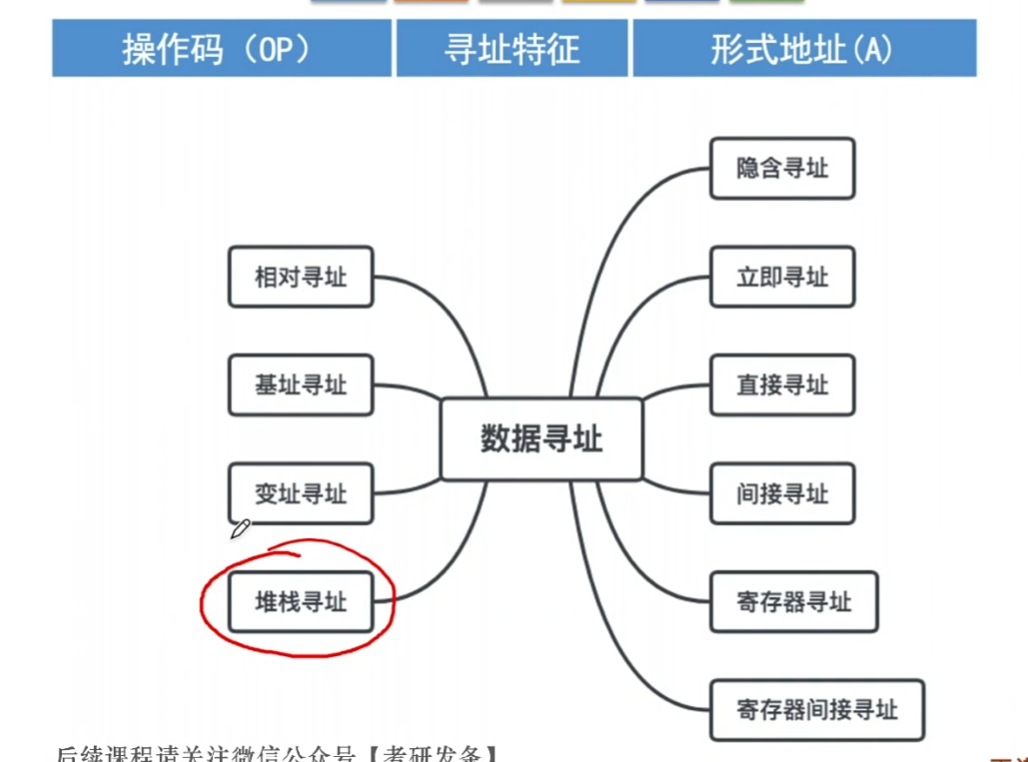 操作码（OP） 寻址特征 形式地址(A)
隐含寻址
相对寻址 立即寻址
基址寻址 直接寻址
数据寻址
变址寻址 间接寻址
堆栈寻址 寄存器寻址
寄存器间接寻址
后续课程请关注微信公众号【考研发条】